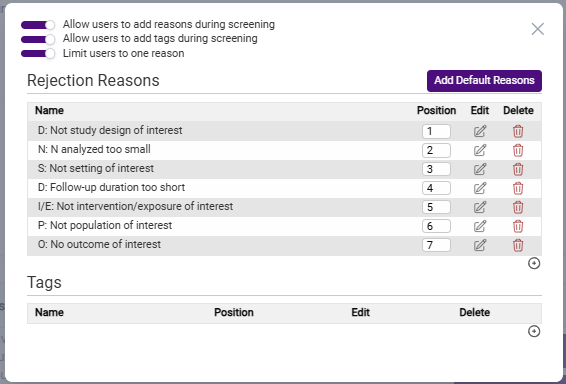 Allow users to add reasons during screening
Allow users to add tags during screening
Limit users to one reason
Rejection Reasons
Add Default Reasons
Name Position Edit Delete
D: Not study design of interest 1
N: N analyzed too small 2
S: Not setting of interest 3
D: Follow-up duration too short 4
I/E: Not intervention/exposure of interest 5
P: Not population of interest 6
O: No outcome of interest 7
Tags
Name Position Edit Delete